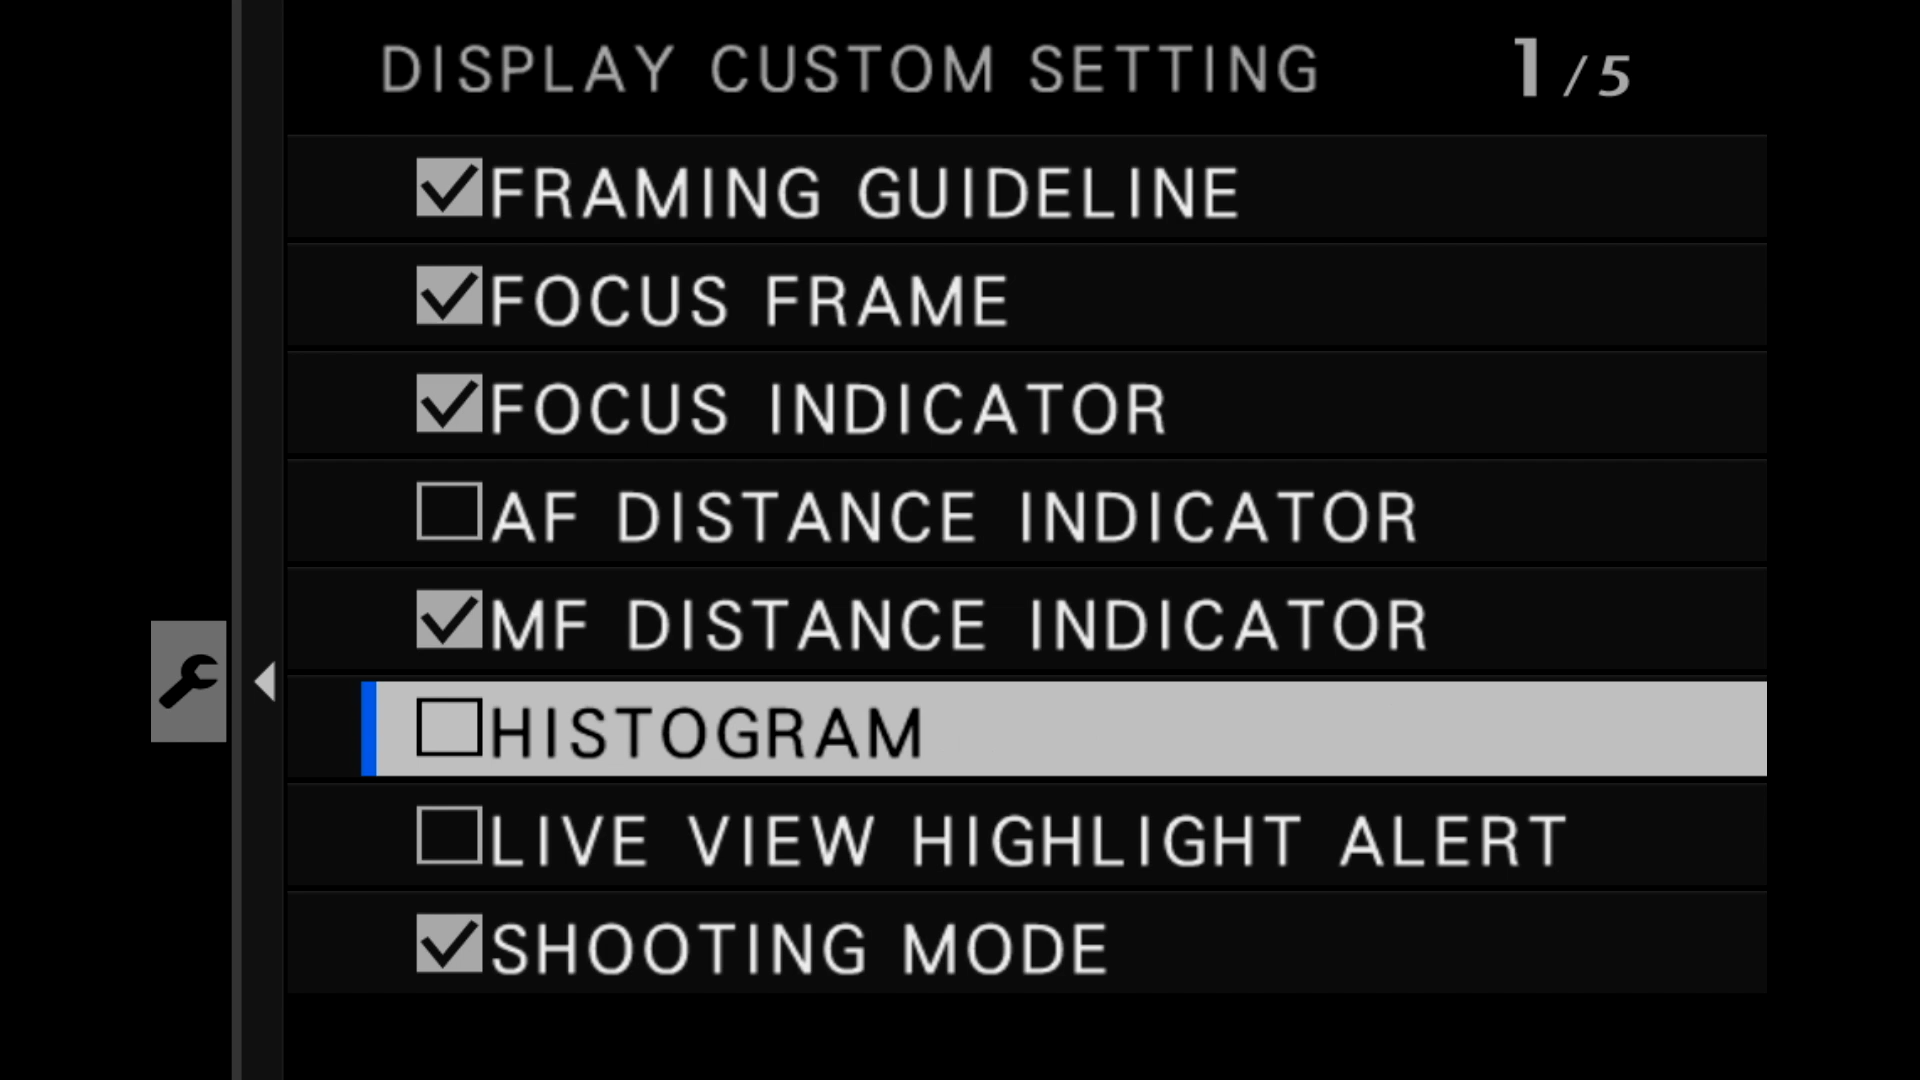 DISPLAY CUSTOM SETTING 1/5
FRAMING GUIDELINE
FOCUS FRAME
FOCUS INDICATOR
AF DISTANCE INDICATOR
MF DISTANCE INDICATOR
HISTOGRAM
LIVE VIEW HIGHLIGHT ALERT
SHOOTING MODE